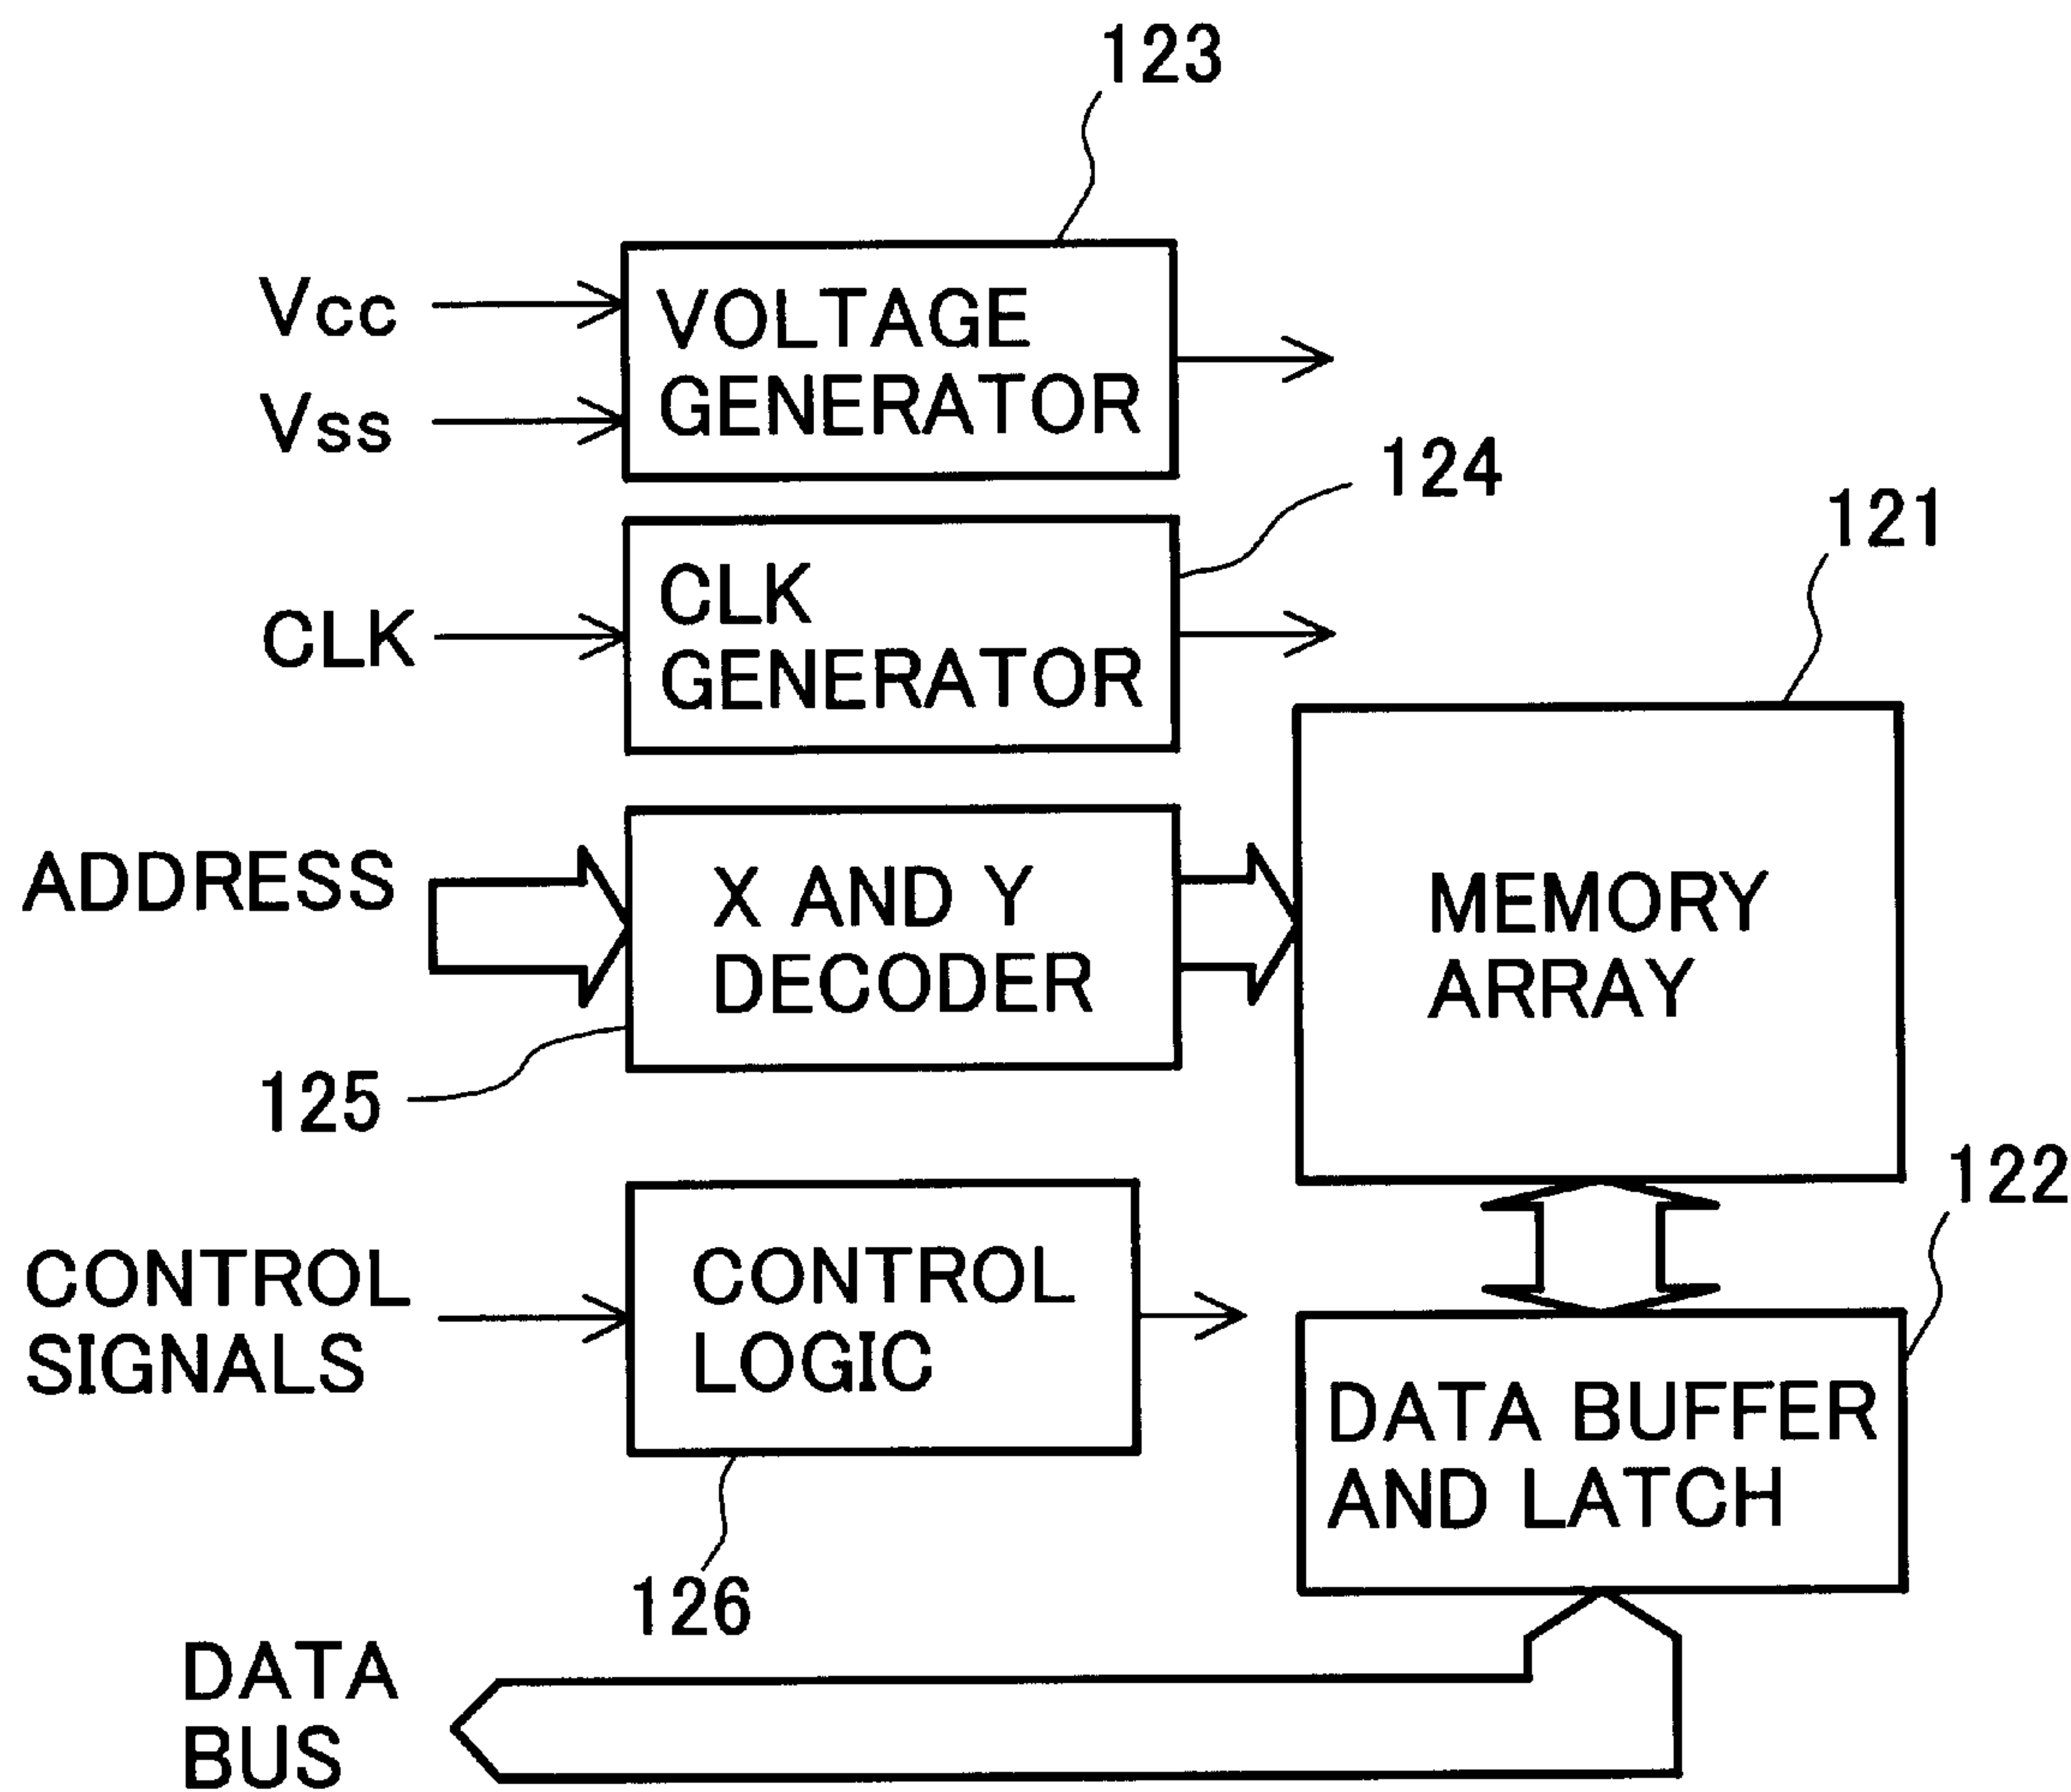 123
Vcc
Vss
VOLTAGE
GENERATOR
124
CLK
CLK
GENERATOR
121
ADDRESS
X AND Y
DECODER
125
MEMORY
ARRAY
122
CONTROL
SIGNALS
CONTROL
LOGIC
126
DATA BUFFER
AND LATCH
DATA
BUS